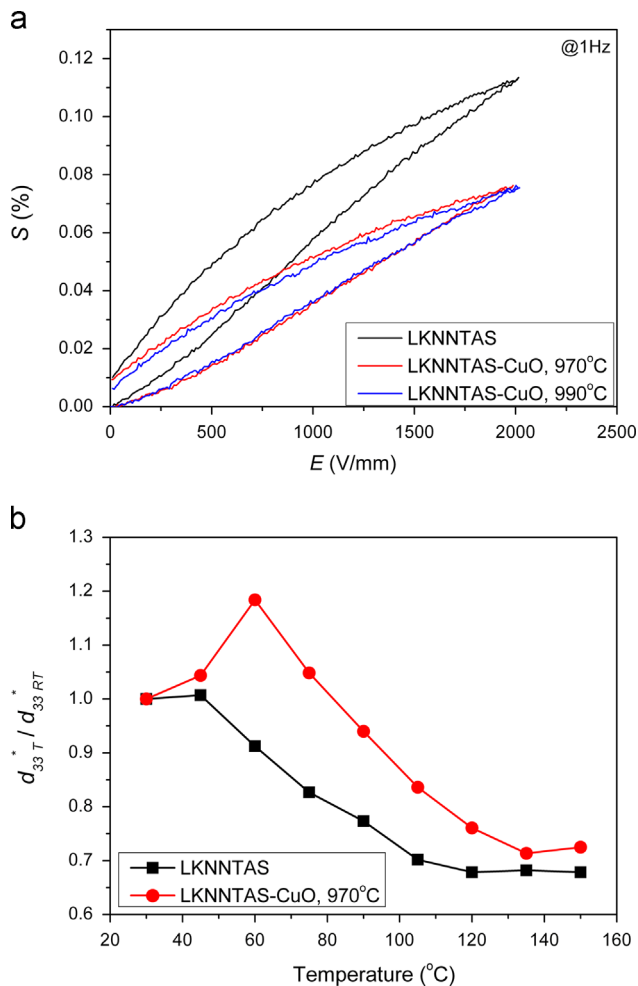 a
@1Hz
0.12
0.10
0.08
0.06
0.04
0.02
0.00
S (%)
LKNNTAS
LKNNTAS-CuO, 970°C
LKNNTAS-CuO, 990°C
0 500 1000 1500 2000 2500
E (V/mm)
b
1.3
1.2
1.1
1.0
0.9
0.8
0.7
0.6
d33 T* / d33 RT*
LKNNTAS
LKNNTAS-CuO, 970°C
20 40 60 80 100 120 140 160
Temperature (°C)